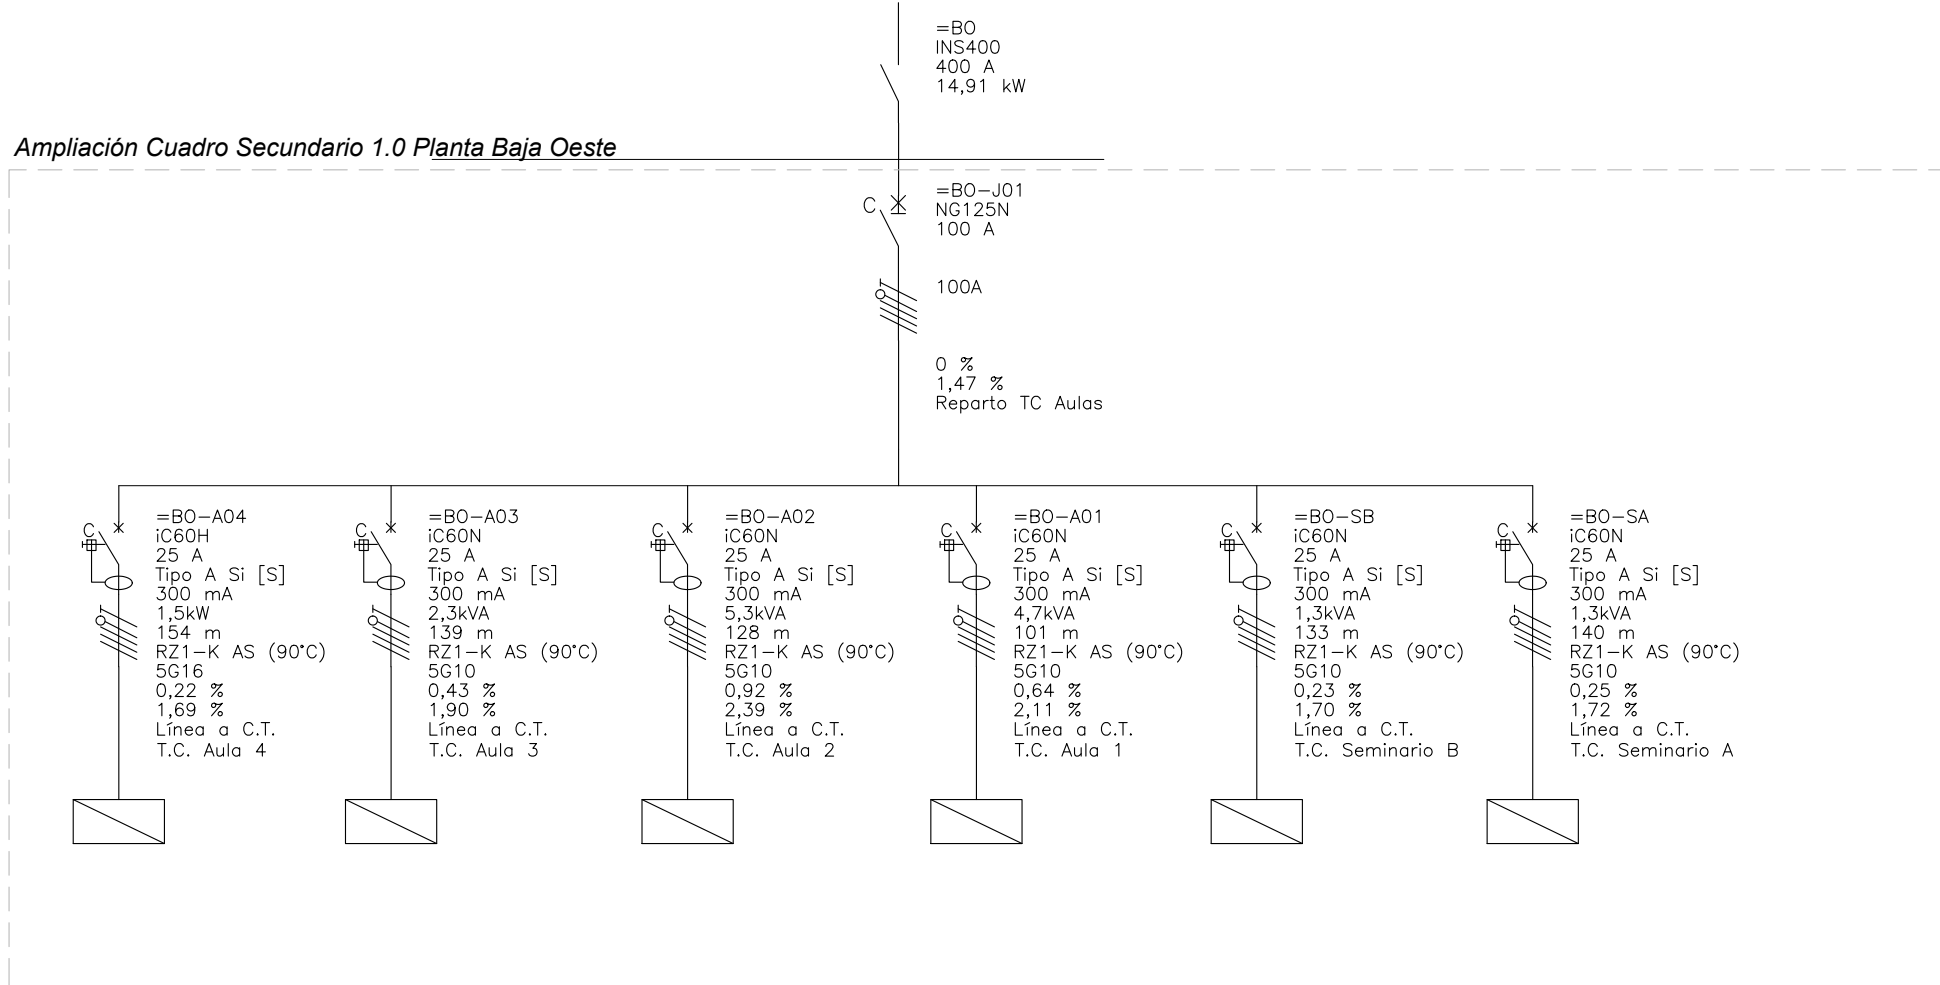 =BO
INS400
400 A
14,91 kW
Ampliación Cuadro Secundario 1.0 Planta Baja Oeste
=BO-J01
C
NG125N
100 A
100A
0 %
1,47 %
Reparto TC Aulas
C
=BO-A04
iC60H
25 A
Tipo A Si [S]
300 mA
1,5kW
154 m
RZ1-K AS (90°C)
5G16
0,22 %
1,69 %
Línea a C.T.
T.C. Aula 4
C
=BO-A03
iC60N
25 A
Tipo A Si [S]
300 mA
2,3kVA
139 m
RZ1-K AS (90°C)
5G10
0,43 %
1,90 %
Línea a C.T.
T.C. Aula 3
C
=BO-A02
iC60N
25 A
Tipo A Si [S]
300 mA
5,3kVA
128 m
RZ1-K AS (90°C)
5G10
0,92 %
2,39 %
Línea a C.T.
T.C. Aula 2
C
=BO-A01
iC60N
25 A
Tipo A Si [S]
300 mA
4,7kVA
101 m
RZ1-K AS (90°C)
5G10
0,64 %
2,11 %
Línea a C.T.
T.C. Aula 1
C
=BO-SB
iC60N
25 A
Tipo A Si [S]
300 mA
1,3kVA
133 m
RZ1-K AS (90°C)
5G10
0,23 %
1,70 %
Línea a C.T.
T.C. Seminario B
C
=BO-SA
iC60N
25 A
Tipo A Si [S]
300 mA
1,3kVA
140 m
RZ1-K AS (90°C)
5G10
0,25 %
1,72 %
Línea a C.T.
T.C. Seminario A